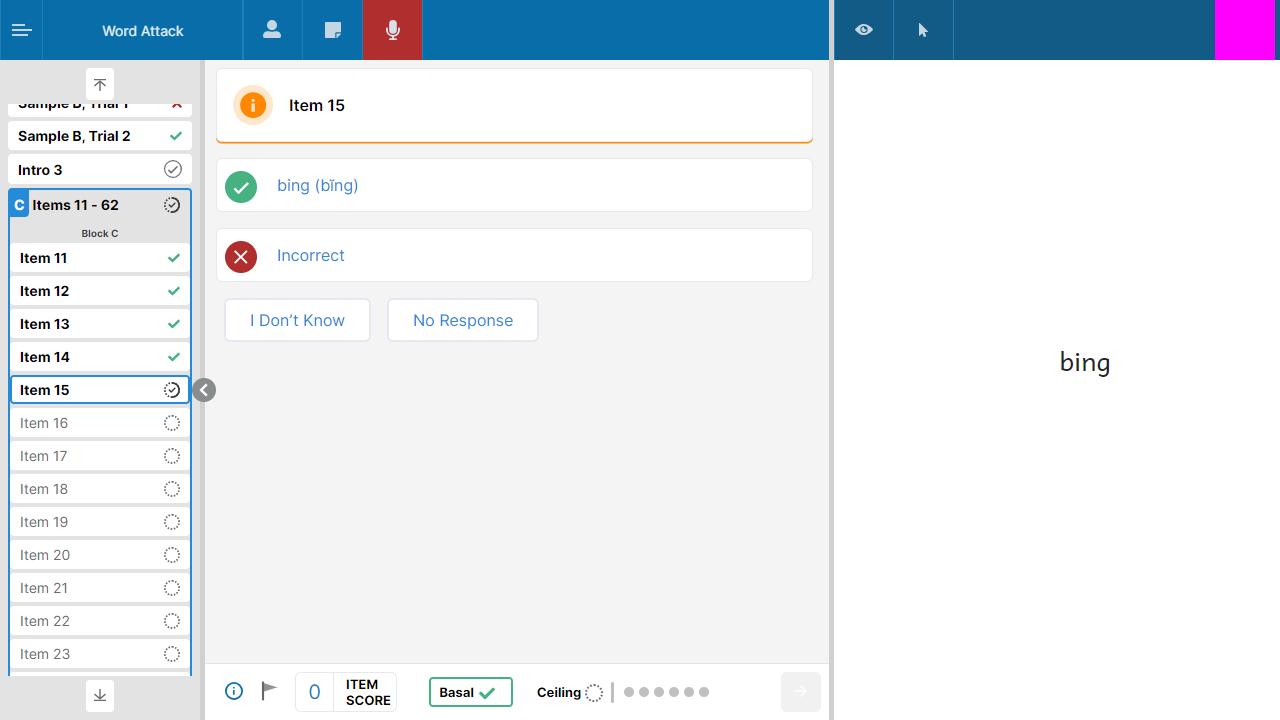 Word Attack
Sample B, Trial 1
Sample B, Trial 2
Intro 3
C Items 11 - 62
Block C
Item 11
Item 12
Item 13
Item 14
Item 15
Item 16
Item 17
Item 18
Item 19
Item 20
Item 21
Item 22
Item 23
Item 15
bing (bĭng)
Incorrect
I Don’t Know
No Response
0
ITEM
SCORE
Basal
Ceiling
bing